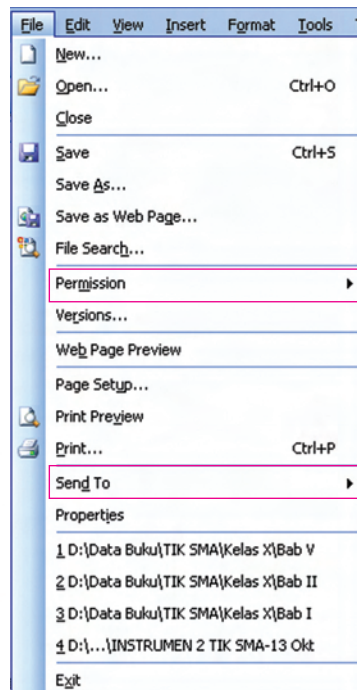 File Edit View Insert Format Tools
New...
Open... Ctrl+O
Close
Save Ctrl+S
Save As...
Save as Web Page...
File Search...
Permission
Versions...
Web Page Preview
Page Setup...
Print Preview
Print... Ctrl+P
Send To
Properties
1 D:\Data Buku\TIK SMA\Kelas X\Bab V
2 D:\Data Buku\TIK SMA\Kelas X\Bab II
3 D:\Data Buku\TIK SMA\Kelas X\Bab I
4 D:\...\INSTRUMEN 2 TIK SMA-13 Okt
Exit